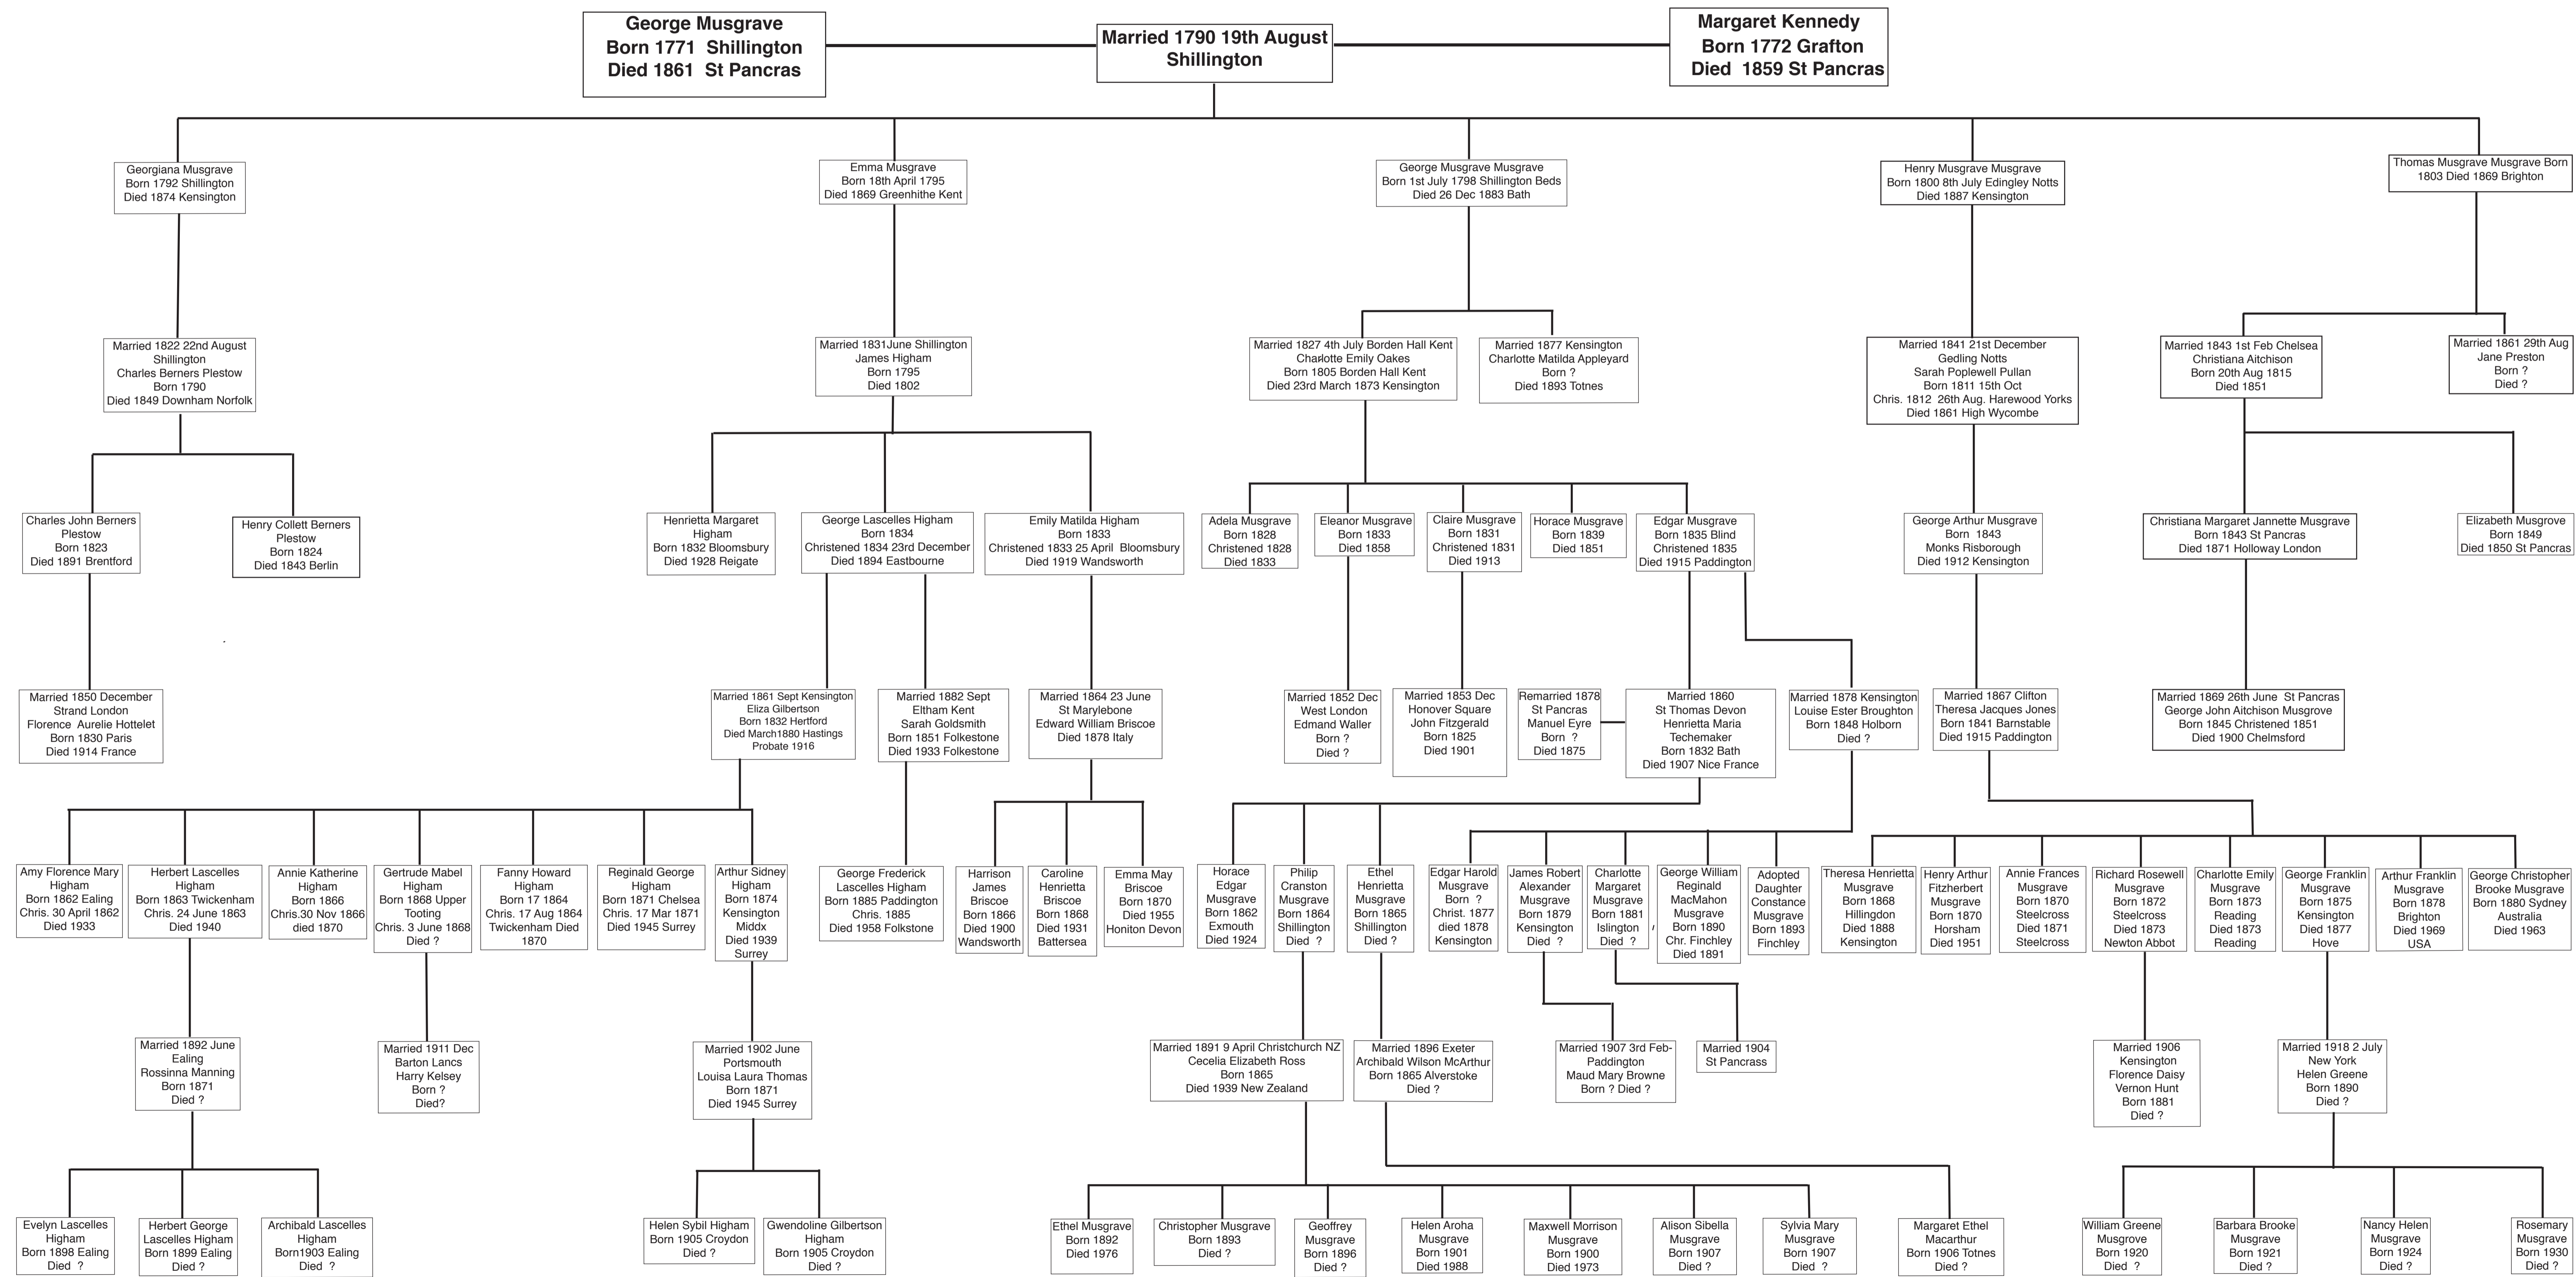 George Musgrave
Born 1771 Shillington
Died 1861 St Pancras
Married 1790 19th August
Shillington
Margaret Kennedy
Born 1772 Grafton
Died 1859 St Pancras
Georgiana Musgrave
Born 1792 Shillington
Died 1874 Kensington
Emma Musgrave
Born 18th April 1795
Died 1869 Greenhithe Kent
George Musgrave Musgrave
Born 1st July 1798 Shillington Beds
Died 26 Dec 1883 Bath
Henry Musgrave Musgrave
Born 1800 8th July Edingley Notts
Died 1887 Kensington
Thomas Musgrave Musgrave Born
1803 Died 1869 Brighton
Married 1822 22nd August
Shillington
Charles Berners Plestow
Born 1790
Died 1849 Downham Norfolk
Married 1831June Shillington
James Higham
Born 1795
Died 1802
Married 1827 4th July Borden Hall Kent
Charlotte Emily Oakes
Born 1805 Borden Hall Kent
Died 23rd March 1873 Kensington
Married 1877 Kensington
Charlotte Matilda Appleyard
Born ?
Died 1893 Totnes
Married 1841 21st December
Gedling Notts
Sarah Poplewell Pullan
Born 1811 15th Oct
Chris. 1812 26th Aug. Harewood Yorks
Died 1861 High Wycombe
Married 1843 1st Feb Chelsea
Christiana Aitchison
Born 20th Aug 1815
Died 1851
Married 1861 29th Aug
Jane Preston
Born ?
Died ?
Charles John Berners
Plestow
Born 1823
Died 1891 Brentford
Henry Collett Berners
Plestow
Born 1824
Died 1843 Berlin
Henrietta Margaret
Higham
Born 1832 Bloomsbury
Died 1928 Reigate
George Lascelles Higham
Born 1834
Christened 1834 23rd December
Died 1894 Eastbourne
Emily Matilda Higham
Born 1833
Christened 1833 25 April Bloomsbury
Died 1919 Wandsworth
Adela Musgrave
Born 1828
Christened 1828
Died 1833
Eleanor Musgrave
Born 1833
Died 1858
Claire Musgrave
Born 1831
Christened 1831
Died 1913
Horace Musgrave
Born 1839
Died 1851
Edgar Musgrave
Born 1835 Blind
Christened 1835
Died 1915 Paddington
George Arthur Musgrave
Born 1843
Monks Risborough
Died 1912 Kensington
Christiana Margaret Jannette Musgrave
Born 1843 St Pancras
Died 1871 Holloway London
Elizabeth Musgrove
Born 1849
Died 1850 St Pancras
Married 1850 December
Strand London
Florence Aurelie Hottelet
Born 1830 Paris
Died 1914 France
Married 1861 Sept Kensington
Eliza Gilbertson
Born 1832 Hertford
Died March1880 Hastings
Probate 1916
Married 1882 Sept
Eltham Kent
Sarah Goldsmith
Born 1851 Folkestone
Died 1933 Folkestone
Married 1864 23 June
St Marylebone
Edward William Briscoe
Died 1878 Italy
Married 1852 Dec
West London
Edmand Waller
Born ?
Died ?
Married 1853 Dec
Honover Square
John Fitzgerald
Born 1825
Died 1901
Remarried 1878
St Pancras
Manuel Eyre
Born ?
Died 1875
Married 1860
St Thomas Devon
Henrietta Maria
Techemaker
Born 1832 Bath
Died 1907 Nice France
Married 1878 Kensington
Louise Ester Broughton
Born 1848 Holborn
Died ?
Married 1867 Clifton
Theresa Jacques Jones
Born 1841 Barnstable
Died 1915 Paddington
Married 1869 26th June St Pancras
George John Aitchison Musgrove
Born 1845 Christened 1851
Died 1900 Chelmsford
Amy Florence Mary
Higham
Born 1862 Ealing
Chris. 30 April 1862
Died 1933
Herbert Lascelles
Higham
Born 1863 Twickenham
Chris. 24 June 1863
Died 1940
Annie Katherine
Higham
Born 1866
Chris.30 Nov 1866
died 1870
Gertrude Mabel
Higham
Born 1868 Upper
Tooting
Chris. 3 June 1868
Died ?
Fanny Howard
Higham
Born 17 1864
Chris. 17 Aug 1864
Twickenham Died
1870
Reginald George
Higham
Born 1871 Chelsea
Chris. 17 Mar 1871
Died 1945 Surrey
Arthur Sidney
Higham
Born 1874
Kensington
Middx
Died 1939
Surrey
George Frederick
Lascelles Higham
Born 1885 Paddington
Chris. 1885
Died 1958 Folkstone
Harrison
James
Briscoe
Born 1866
Died 1900
Wandsworth
Caroline
Henrietta
Briscoe
Born 1868
Died 1931
Battersea
Emma May
Briscoe
Born 1870
Died 1955
Honiton Devon
Horace
Edgar
Musgrave
Born 1862
Exmouth
Died 1924
Philip
Cranston
Musgrave
Born 1864
Shillington
Died ?
Ethel
Henrietta
Musgrave
Born 1865
Shillington
Died ?
Edgar Harold
Musgrave
Born ?
Christ. 1877
died 1878
Kensington
James Robert
Alexander
Musgrave
Born 1879
Kensington
Died ?
Charlotte
Margaret
Musgrave
Born 1881
Islington
Died ?
George William
Reginald
MacMahon
Musgrave
Born 1890
Chr. Finchley
Died 1891
Adopted
Daughter
Constance
Musgrave
Born 1893
Finchley
Theresa Henrietta
Musgrave
Born 1868
Hillingdon
Died 1888
Kensington
Henry Arthur
Fitzherbert
Musgrave
Born 1870
Horsham
Died 1951
Annie Frances
Musgrave
Born 1870
Steelcross
Died 1871
Steelcross
Richard Rosewell
Musgrave
Born 1872
Steelcross
Died 1873
Newton Abbot
Charlotte Emily
Musgrave
Born 1873
Reading
Died 1873
Reading
George Franklin
Musgrave
Born 1875
Kensington
Died 1877
Hove
Arthur Franklin
Musgrave
Born 1878
Brighton
Died 1969
USA
George Christopher
Brooke Musgrave
Born 1880 Sydney
Australia
Died 1963
Married 1892 June
Ealing
Rossinna Manning
Born 1871
Died ?
Married 1911 Dec
Barton Lancs
Harry Kelsey
Born ?
Died?
Married 1902 June
Portsmouth
Louisa Laura Thomas
Born 1871
Died 1945 Surrey
Married 1891 9 April Christchurch NZ
Cecelia Elizabeth Ross
Born 1865
Died 1939 New Zealand
Married 1896 Exeter
Archibald Wilson McArthur
Born 1865 Alverstoke
Died ?
Married 1907 3rd Feb-
Paddington
Maud Mary Browne
Born ? Died ?
Married 1904
St Pancrass
Married 1906
Kensington
Florence Daisy
Vernon Hunt
Born 1881
Died ?
Married 1918 2 July
New York
Helen Greene
Born 1890
Died ?
Evelyn Lascelles
Higham
Born 1898 Ealing
Died ?
Herbert George
Lascelles Higham
Born 1899 Ealing
Died ?
Archibald Lascelles
Higham
Born1903 Ealing
Died ?
Helen Sybil Higham
Born 1905 Croydon
Died ?
Gwendoline Gilbertson
Higham
Born 1905 Croydon
Died ?
Ethel Musgrave
Born 1892
Died 1976
Christopher Musgrave
Born 1893
Died ?
Geoffrey
Musgrave
Born 1896
Died ?
Helen Aroha
Musgrave
Born 1901
Died 1988
Maxwell Morrison
Musgrave
Born 1900
Died 1973
Alison Sibella
Musgrave
Born 1907
Died ?
Sylvia Mary
Musgrave
Born 1907
Died ?
Margaret Ethel
Macarthur
Born 1906 Totnes
Died ?
William Greene
Musgrove
Born 1920
Died ?
Barbara Brooke
Musgrave
Born 1921
Died ?
Nancy Helen
Musgrave
Born 1924
Died ?
Rosemary
Musgrave
Born 1930
Died ?